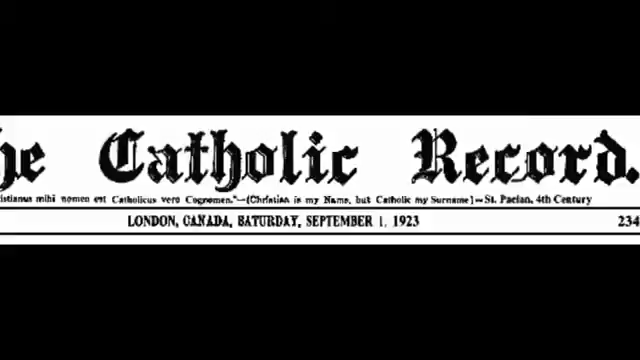 he Catholic Record.
istianus mihi nomen est Catholicus vero Cognomen."—(Christian is my Name, but Catholic my Surname)—St. Pacian, 4th Century
LONDON, CANADA, SATURDAY, SEPTEMBER 1, 1923 234